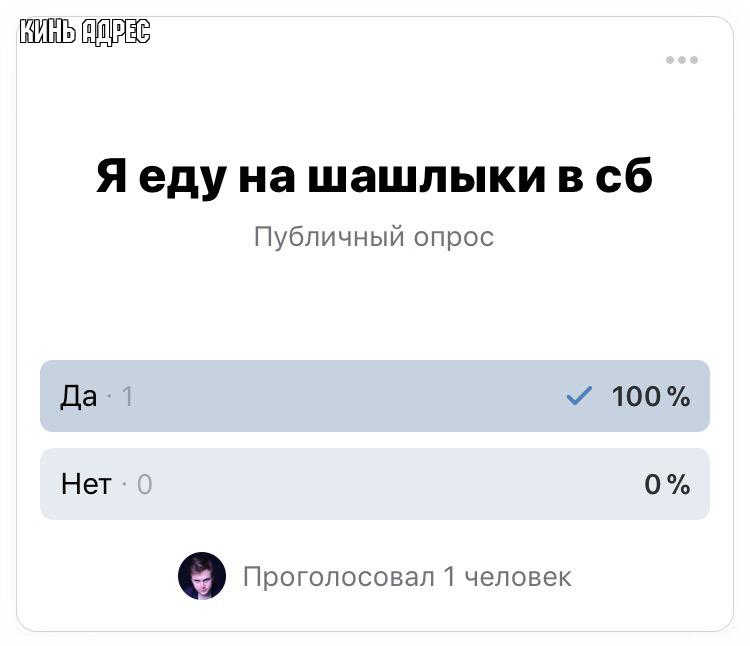 КИНЬ АДРЕС
Я еду на шашлыки в сб
Публичный опрос
Да · 1 100 %
Нет · 0 0 %
Проголосовал 1 человек